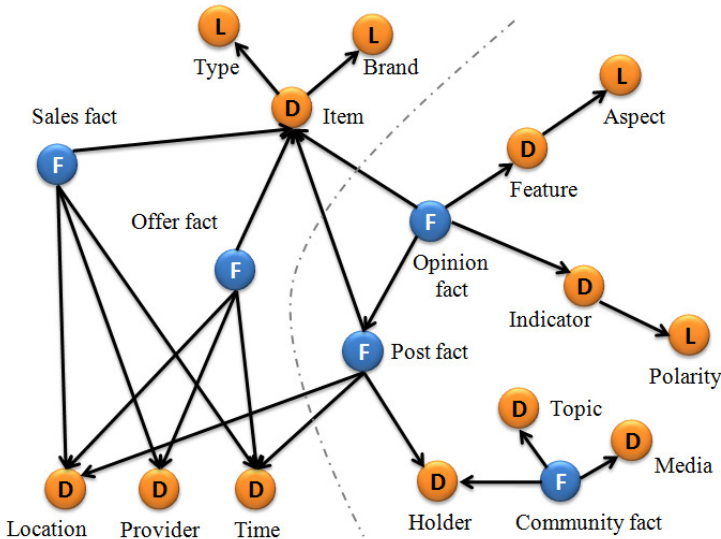 L
L
Type
Brand
L
D
Item
Aspect
Sales fact
D
F
Feature
Offer fact
F
F
Opinion
fact
D
Indicator
F
Post fact
L
Polarity
D
Topic
D
Media
D
D
D
D
F
Location
Provider
Time
Holder
Community fact